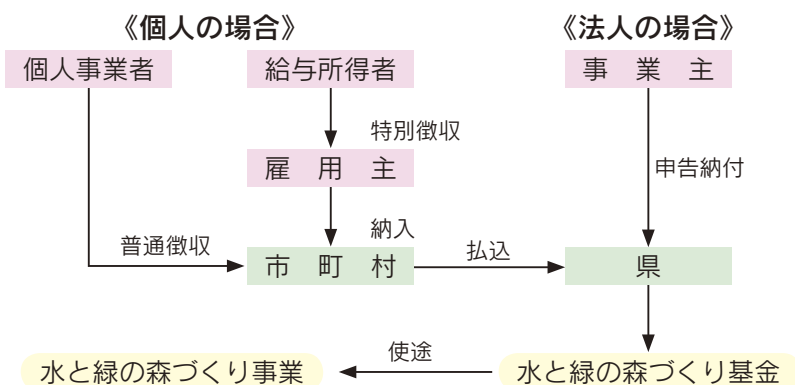 《個人の場合》 《法人の場合》
個人事業者 給与所得者 事業主
特別徴収
雇用主 申告納付
納入
普通徴収 払込
市町村 県
使途
水と緑の森づくり事業 水と緑の森づくり基金